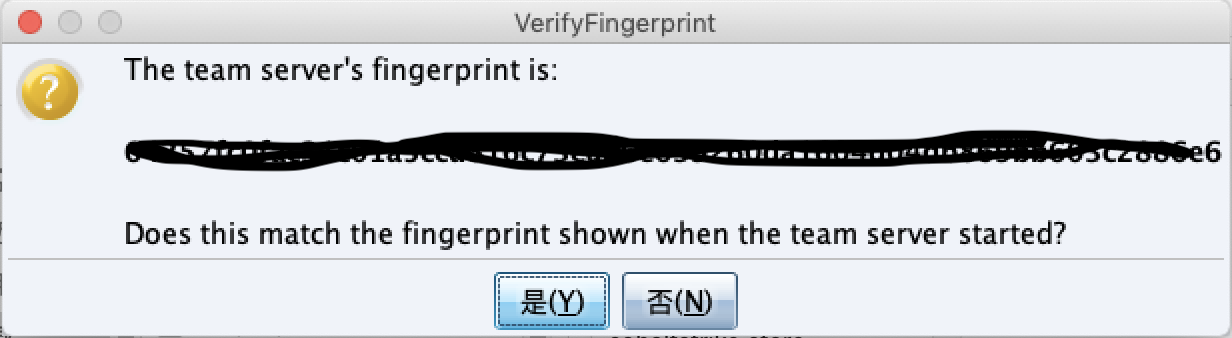 VerifyFingerprint
The team server's fingerprint is:
Does this match the fingerprint shown when the team server started?
是(Y) 否(N)